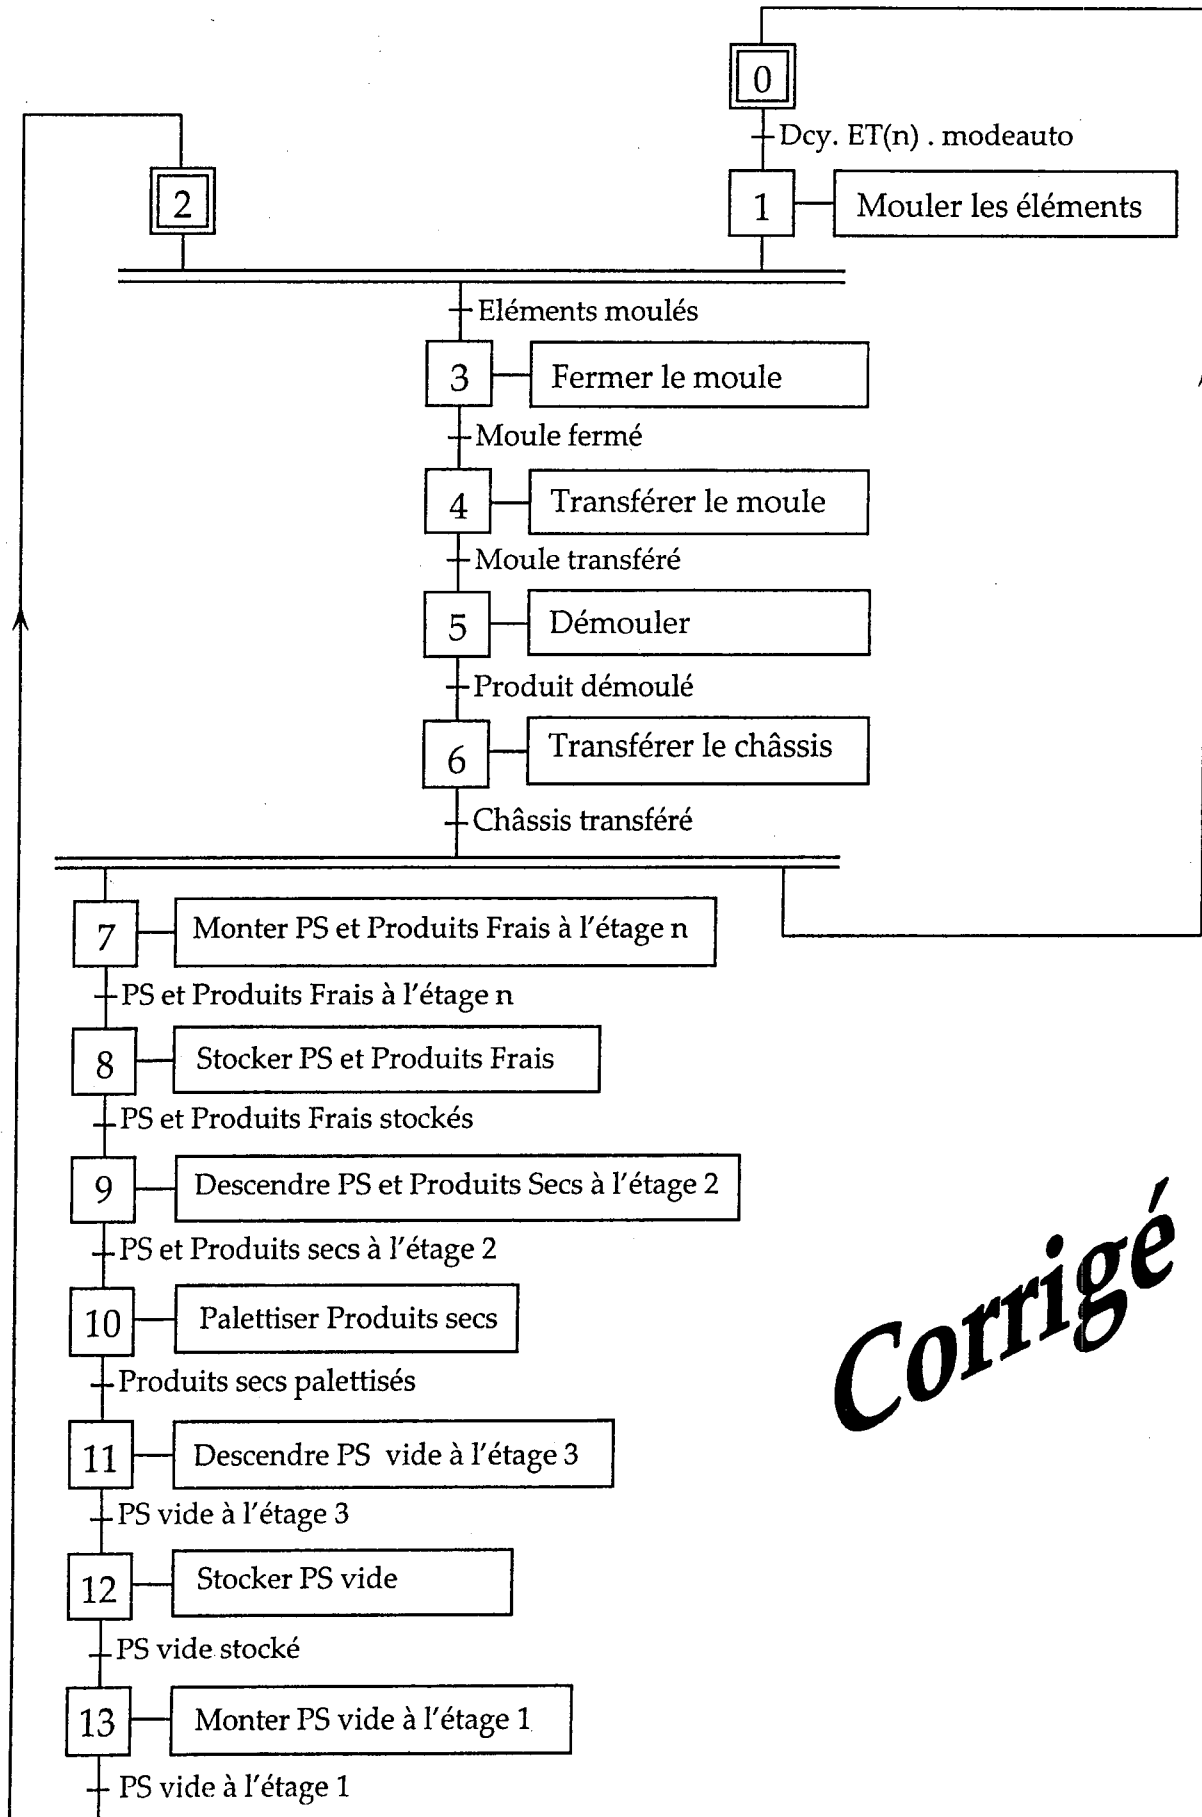 0
Dcy. ET(n) . modeauto
2
1
Mouler les éléments
Eléments moulés
3
Fermer le moule
Moule fermé
4
Transférer le moule
Moule transféré
5
Démouler
Produit démoulé
6
Transférer le châssis
Châssis transféré
7
Monter PS et Produits Frais à l'étage n
PS et Produits Frais à l'étage n
8
Stocker PS et Produits Frais
PS et Produits Frais stockés
9
Descendre PS et Produits Secs à l'étage 2
PS et Produits secs à l'étage 2
10
Palettiser Produits secs
Produits secs palettisés
11
Descendre PS vide à l'étage 3
PS vide à l'étage 3
12
Stocker PS vide
PS vide stocké
13
Monter PS vide à l'étage 1
PS vide à l'étage 1
Corrigé